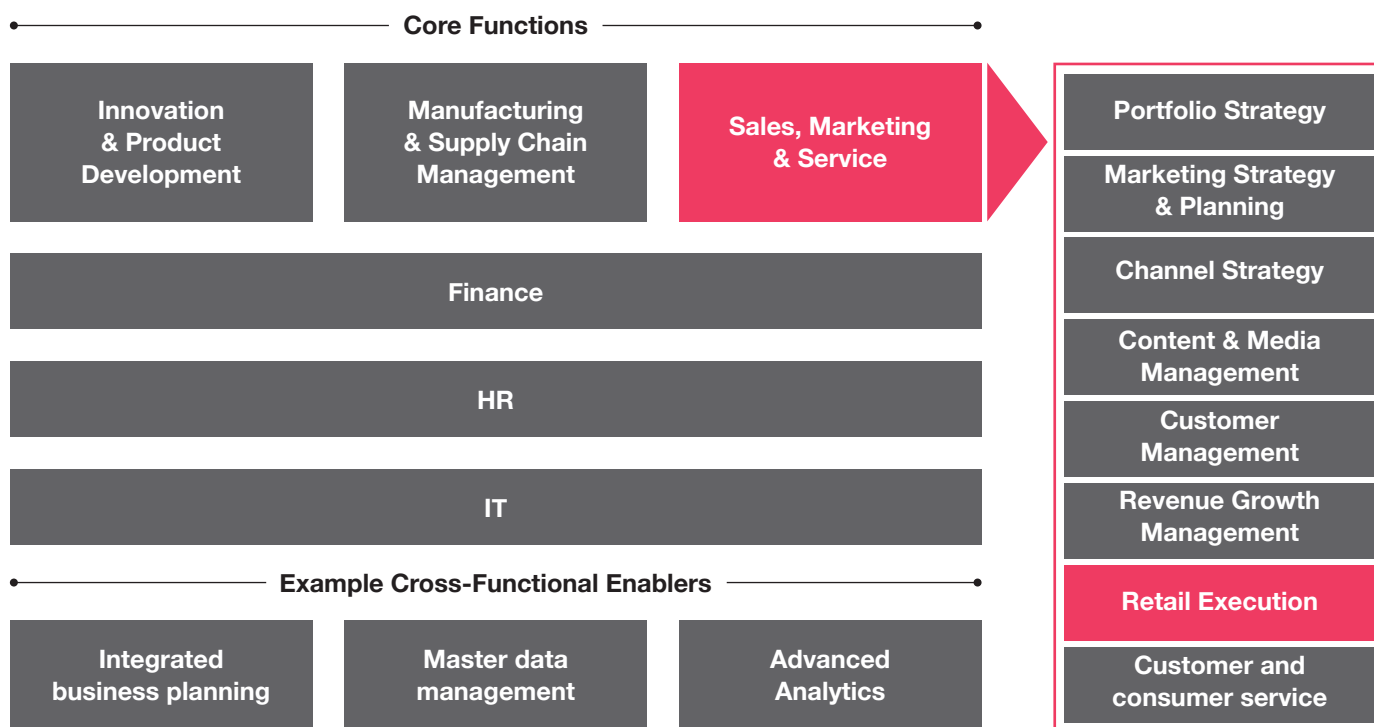 Core Functions
Innovation
& Product
Development
Manufacturing
& Supply Chain
Management
Sales, Marketing
& Service
Finance
HR
IT
Example Cross-Functional Enablers
Integrated
business planning
Master data
management
Advanced
Analytics
Portfolio Strategy
Marketing Strategy
& Planning
Channel Strategy
Content & Media
Management
Customer
Management
Revenue Growth
Management
Retail Execution
Customer and
consumer service